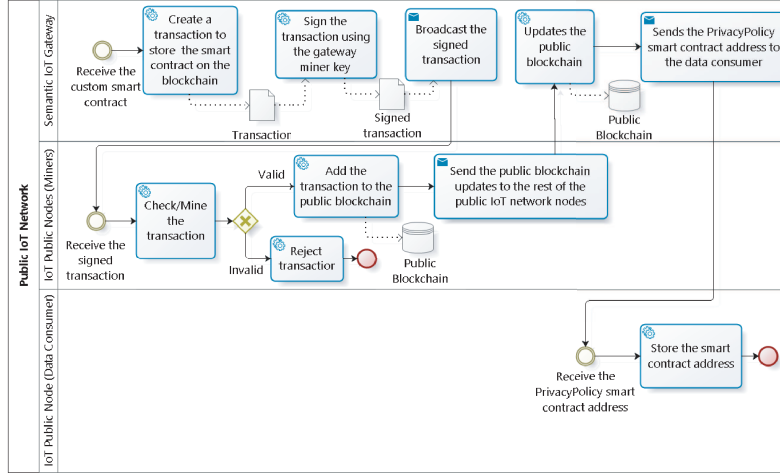 Public IoT Network
Semantic IoT Gateway
Receive the
custom smart
contract
Create a
transaction to
store the smart
contract on the
blockchain
Transaction
Sign the
transaction using
the gateway
miner key
Signed
transaction
Broadcast the
signed
transaction
Updates the
public
blockchain
Public
Blockchain
Sends the PrivacyPolicy
smart contract address to
the data consumer
IoT Public Nodes (Miners)
Receive the
signed
transaction
Check/Mine
the
transaction
Valid
Invalid
Add the
transaction to the
public blockchain
Reject
transactior
Public
Blockchain
Send the public blockchain
updates to the rest of the
public IoT network nodes
IoT Public Node (Data Consumer)
Receive the
PrivacyPolicy smart
contract address
Store the smart
contract address